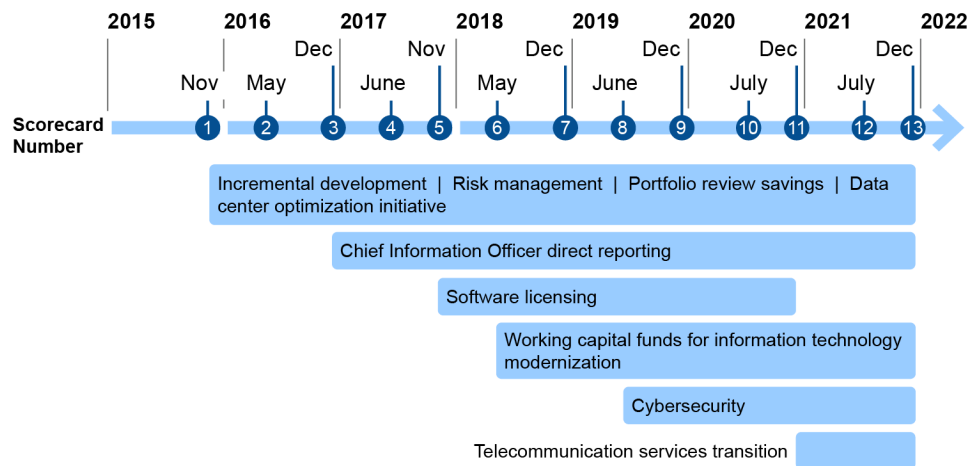 2015 2016 2017 2018 2019 2020 2021 2022
Dec Nov Dec Dec Dec Dec
Nov May June May June July July
Scorecard
Number
1 2 3 4 5 6 7 8 9 10 11 12 13
Incremental development | Risk management | Portfolio review savings | Data
center optimization initiative
Chief Information Officer direct reporting
Software licensing
Working capital funds for information technology
modernization
Cybersecurity
Telecommunication services transition